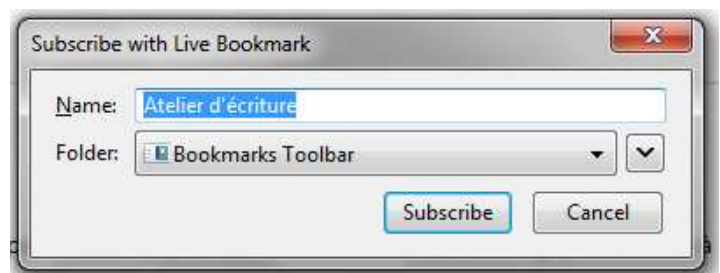 Subscribe with Live Bookmark
Name: Atelier d'écriture
Folder: Bookmarks Toolbar
Subscribe Cancel